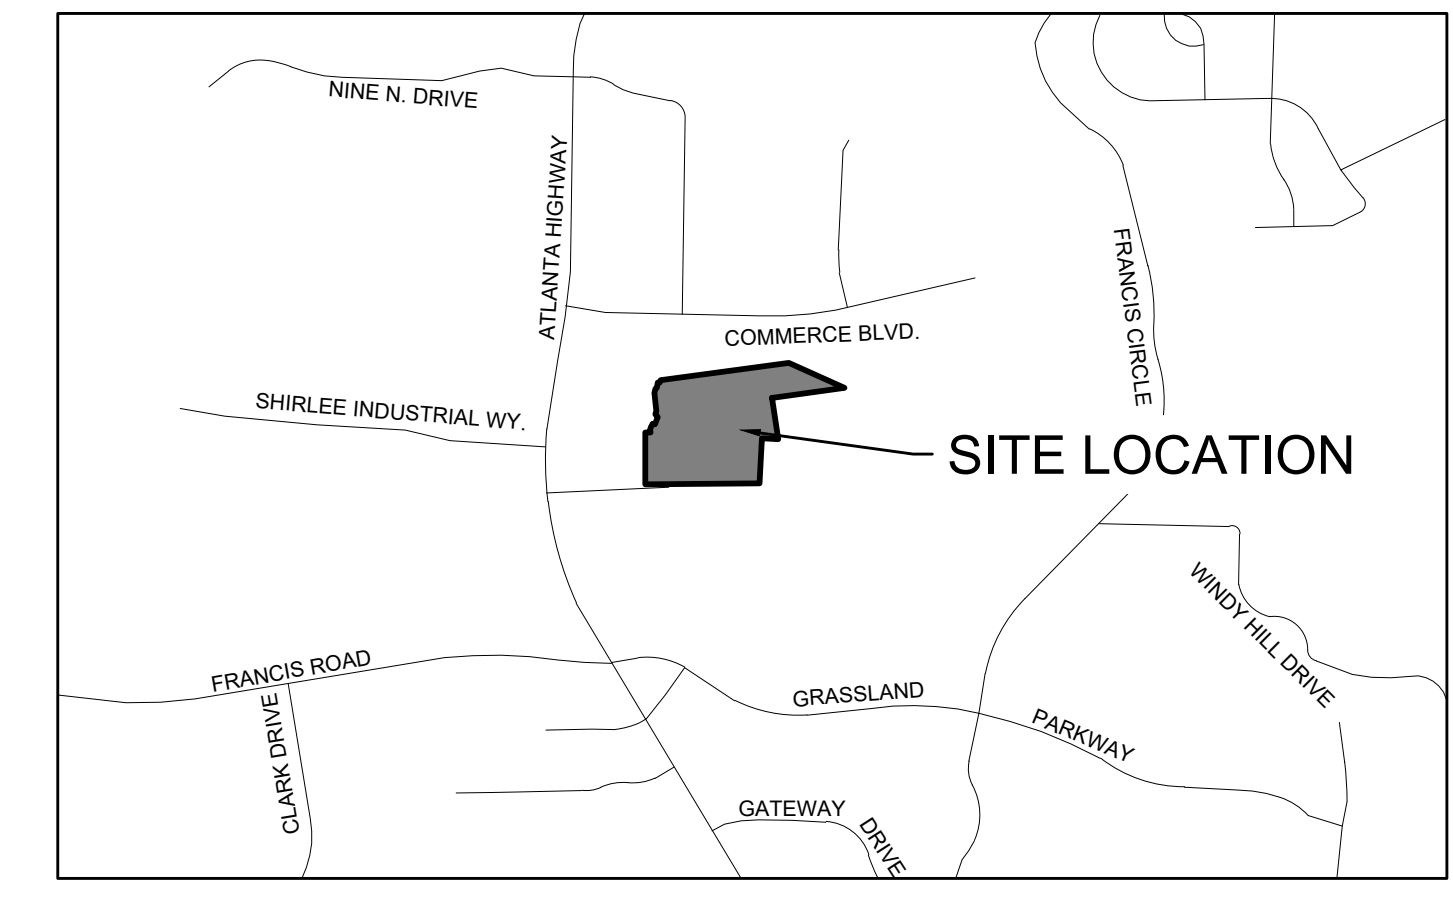 NINE N. DRIVE
ATLANTA HIGHWAY
FRANCIS CIRCLE
COMMERCE BLVD.
SHIRLEE INDUSTRIAL WY.
SITE LOCATION
WINDY HILL DRIVE
FRANCIS ROAD
GRASSLAND
PARKWAY
CLARK DRIVE
GATEWAY
DRIVE